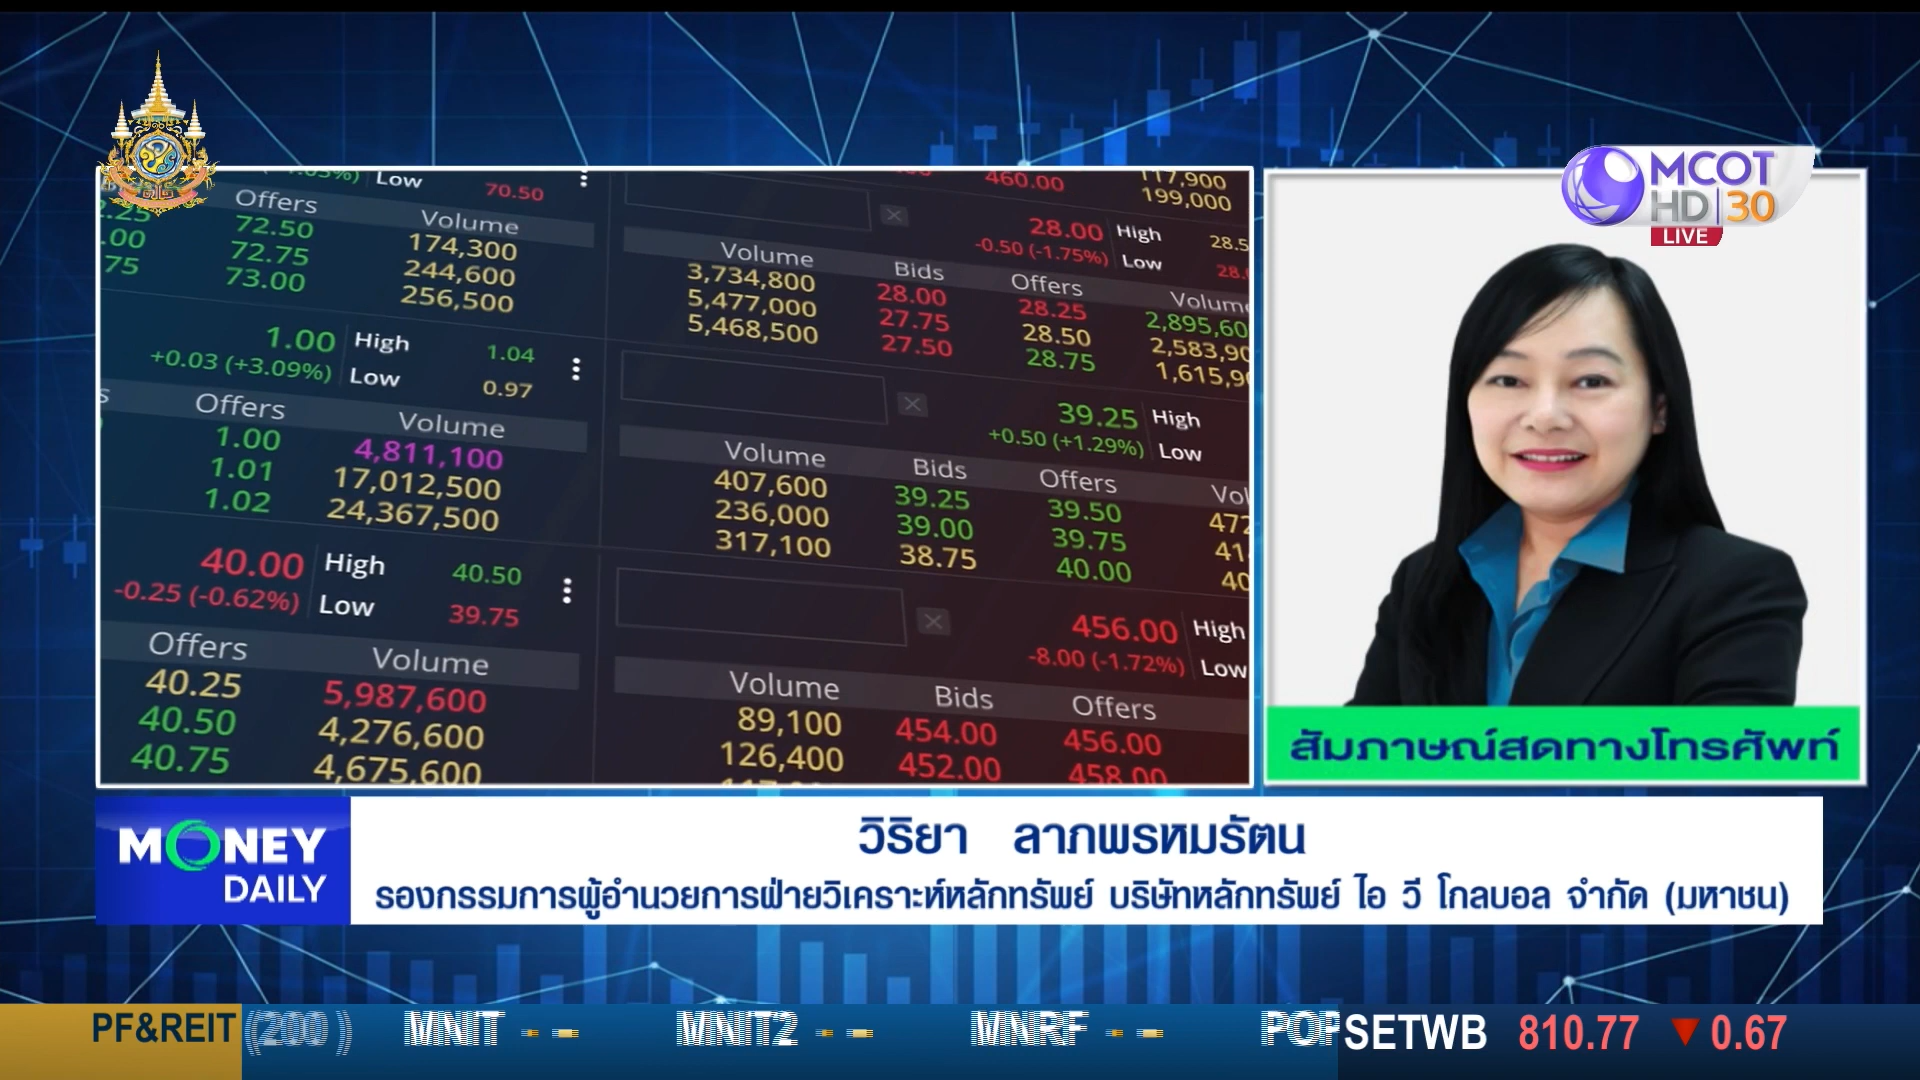 MCOT
HD 30
LIVE
Low 70.50
Offers Volume
72.50 174,300
72.75 244,600
73.00 256,500
1.00 High 1.04
+0.03 (+3.09%) Low 0.97
Offers Volume
1.00 4,811,100
1.01 17,012,500
1.02 24,367,500
40.00 High 40.50
-0.25 (-0.62%) Low 39.75
Offers Volume
40.25 5,987,600
40.50 4,276,600
40.75 4,675,600
460.00 117,900
199,000
28.00 High
-0.50 (-1.75%) Low
Volume Bids Offers Volume
3,734,800 28.00 28.25
5,477,000 27.75 28.50
5,468,500 27.50 28.75
39.25 High
+0.50 (+1.29%) Low
Volume Bids Offers
407,600 39.25 39.50
236,000 39.00 39.75
317,100 38.75 40.00
456.00 High
-8.00 (-1.72%) Low
Volume Bids Offers
89,100 454.00 456.00
126,400 452.00 458.00
สัมภาษณ์สดทางโทรศัพท์
MONEY
DAILY
วิริยา ลาภพรหมรัตน
รองกรรมการผู้อำนวยการฝ่ายวิเคราะห์หลักทรัพย์ บริษัทหลักทรัพย์ ไอ วี โกลบอล จำกัด (มหาชน)
PF&REIT (200) MNIT - - MNIT2 - - MNRF - - POP SETWB 810.77 ▼ 0.67